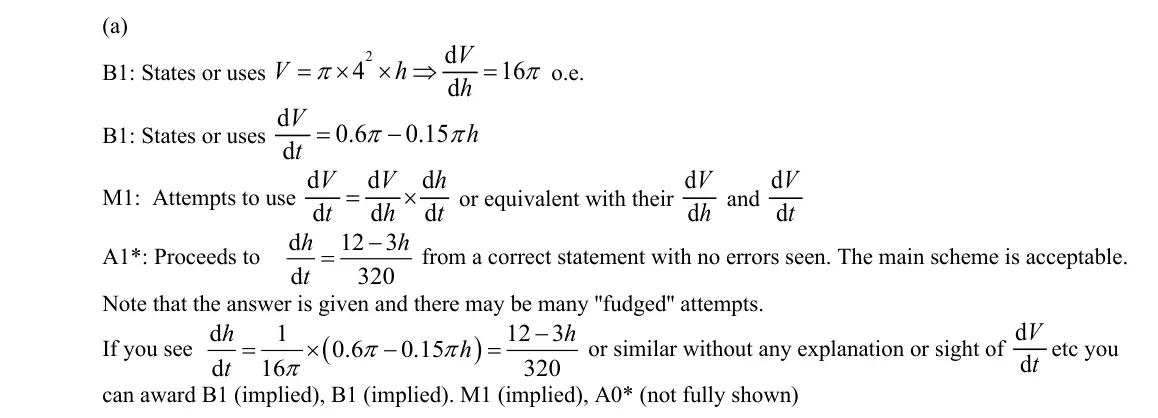 (a)
B1: States or uses V = π × 4² × h ⇒ dV/dh = 16π o.e.
B1: States or uses dV/dt = 0.6π − 0.15πh
M1: Attempts to use dV/dt = dV/dh × dh/dt or equivalent with their dV/dh and dV/dt
A1*: Proceeds to dh/dt = (12 − 3h)/320 from a correct statement with no errors seen. The main scheme is acceptable.
Note that the answer is given and there may be many "fudged" attempts.
If you see dh/dt = 1/(16π) × (0.6π − 0.15πh) = (12 − 3h)/320 or similar without any explanation or sight of dV/dt etc you
can award B1 (implied), B1 (implied). M1 (implied), A0* (not fully shown)